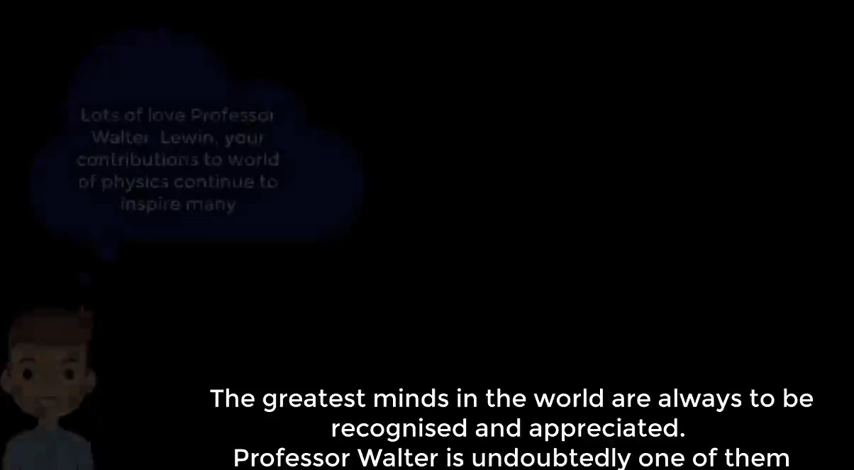 Lots of love Professor
Walter Lewin, your
contributions to world
of physics continue to
inspire many
The greatest minds in the world are always to be
recognised and appreciated.
Professor Walter is undoubtedly one of them